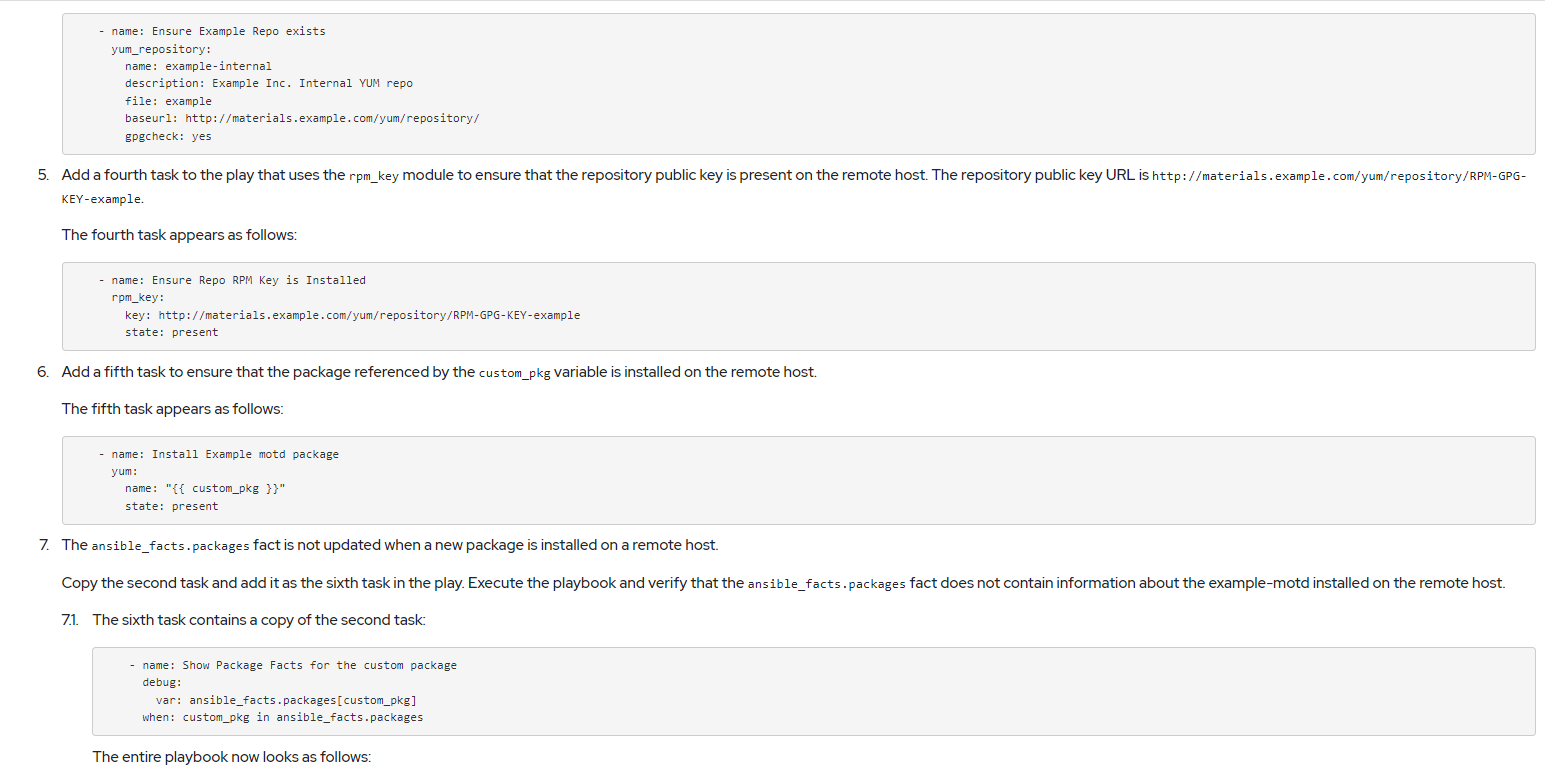 - name: Ensure Example Repo exists
yum_repository:
name: example-internal
description: Example Inc. Internal YUM repo
file: example
baseurl: http://materials.example.com/yum/repository/
gpgcheck: yes
5. Add a fourth task to the play that uses the rpm_key module to ensure that the repository public key is present on the remote host. The repository public key URL is http://materials.example.com/yum/repository/RPM-GPG-
KEY-example.
The fourth task appears as follows:
- name: Ensure Repo RPM Key is Installed
rpm_key:
key: http://materials.example.com/yum/repository/RPM-GPG-KEY-example
state: present
6. Add a fifth task to ensure that the package referenced by the custom_pkg variable is installed on the remote host.
The fifth task appears as follows:
- name: Install Example motd package
yum:
name: "{{ custom_pkg }}"
state: present
7. The ansible_facts.packages fact is not updated when a new package is installed on a remote host.
Copy the second task and add it as the sixth task in the play. Execute the playbook and verify that the ansible_facts.packages fact does not contain information about the example-motd installed on the remote host.
7.1. The sixth task contains a copy of the second task:
- name: Show Package Facts for the custom package
debug:
var: ansible_facts.packages[custom_pkg]
when: custom_pkg in ansible_facts.packages
The entire playbook now looks as follows: